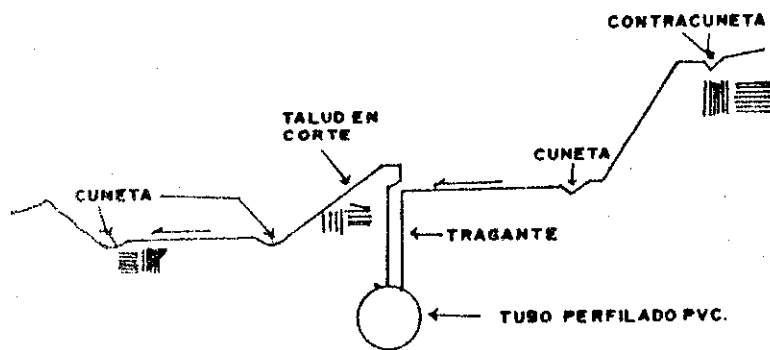 CONTRACUNETA
TALUD EN
CORTE
CUNETA
CUNETA
TRAGANTE
TUBO PERFILADO PVC.